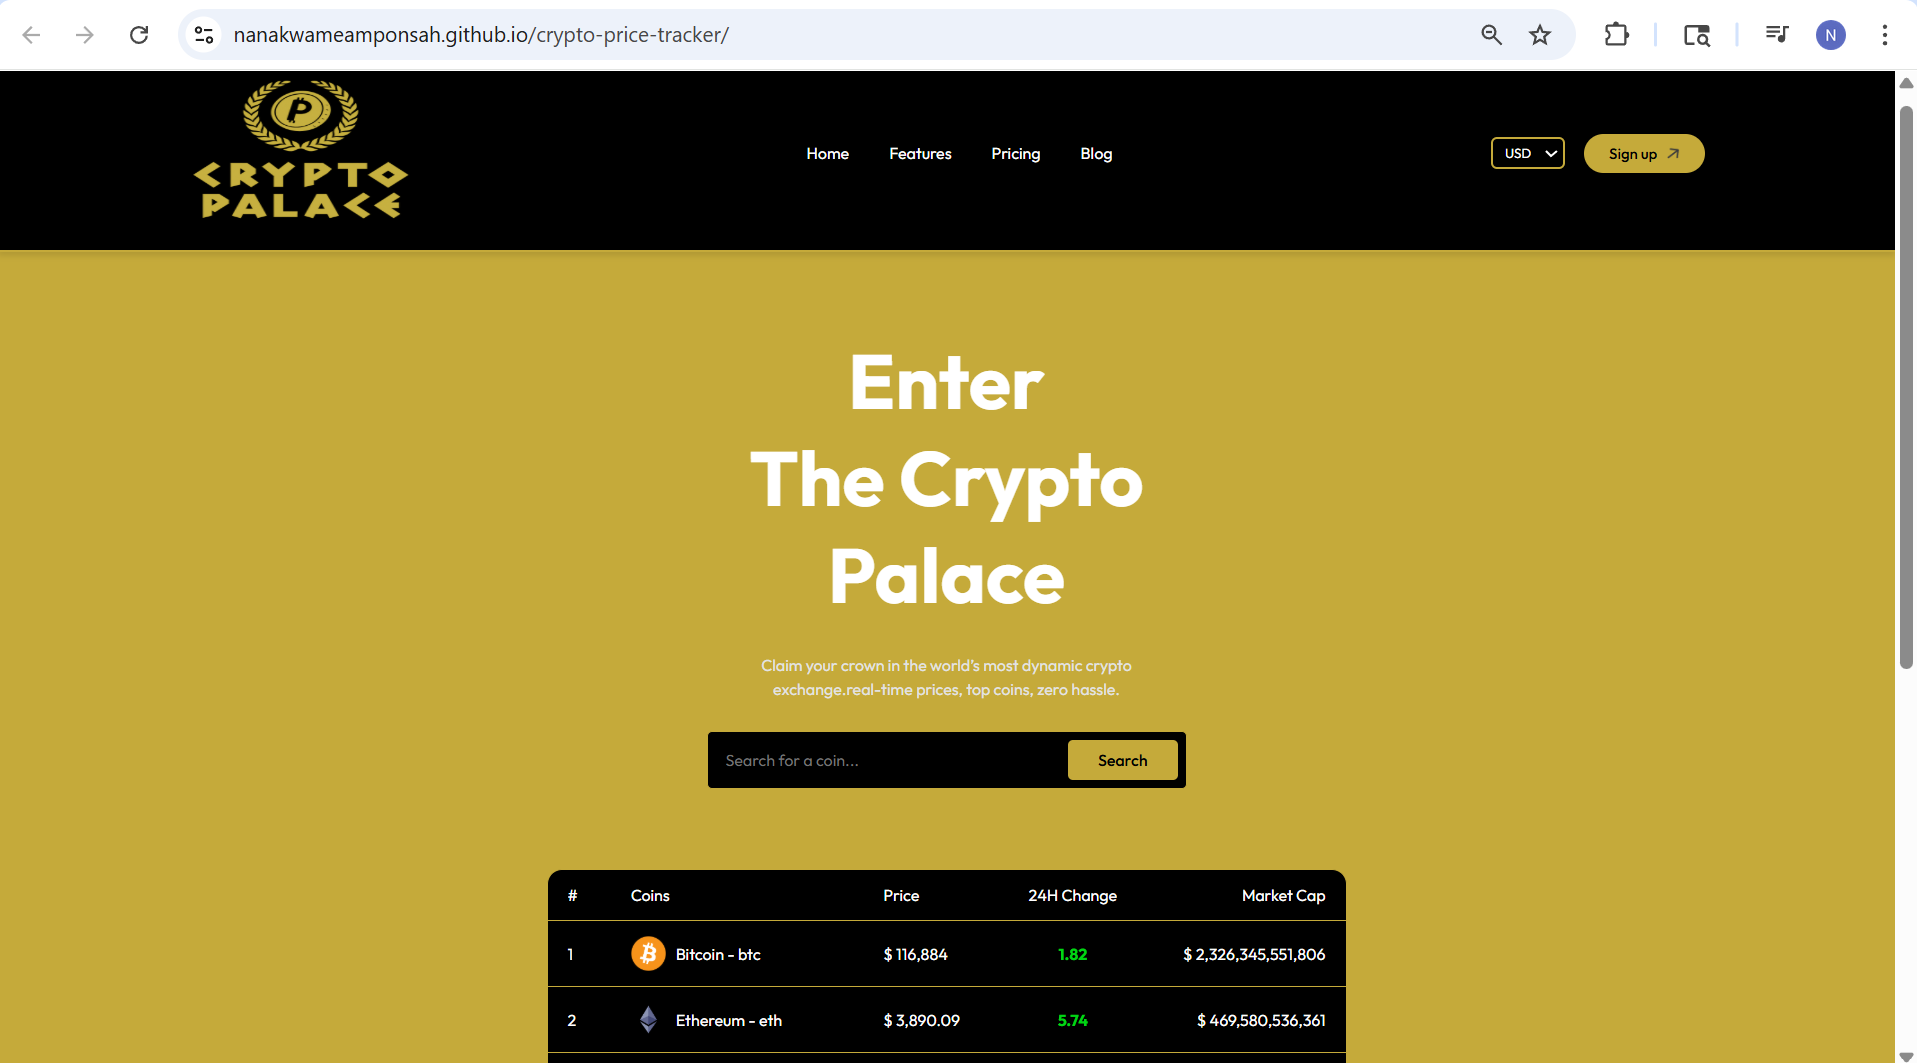 nanakwameamponsah.github.io/crypto-price-tracker/
N
P
CRYPTO
PALACE
Home Features Pricing Blog
USD
Sign up
Enter
The Crypto
Palace
Claim your crown in the world's most dynamic crypto
exchange.real-time prices, top coins, zero hassle.
Search for a coin...
Search
# Coins Price 24H Change Market Cap
1 Bitcoin - btc $ 116,884 1.82 $ 2,326,345,551,806
2 Ethereum - eth $ 3,890.09 5.74 $ 469,580,536,361